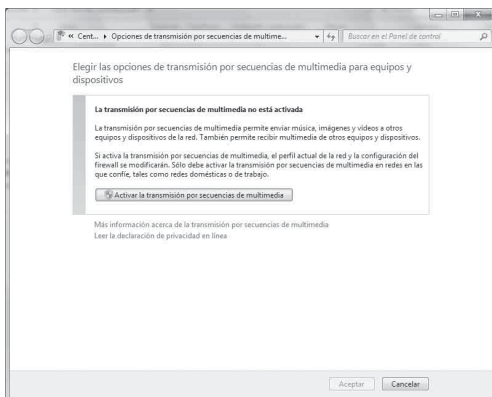 « Cent... ▸ Opciones de transmisión por secuencias de multime...
Buscar en el Panel de control
Elegir las opciones de transmisión por secuencias de multimedia para equipos y
dispositivos
La transmisión por secuencias de multimedia no está activada
La transmisión por secuencias de multimedia permite enviar música, imágenes y vídeos a otros
equipos y dispositivos de la red. También permite recibir multimedia de otros equipos y dispositivos.
Si activa la transmisión por secuencias de multimedia, el perfil actual de la red y la configuración del
firewall se modificarán. Sólo debe activar la transmisión por secuencias de multimedia en redes en las
que confíe, tales como redes domésticas o de trabajo.
Activar la transmisión por secuencias de multimedia
Más información acerca de la transmisión por secuencias de multimedia
Leer la declaración de privacidad en línea
Aceptar
Cancelar